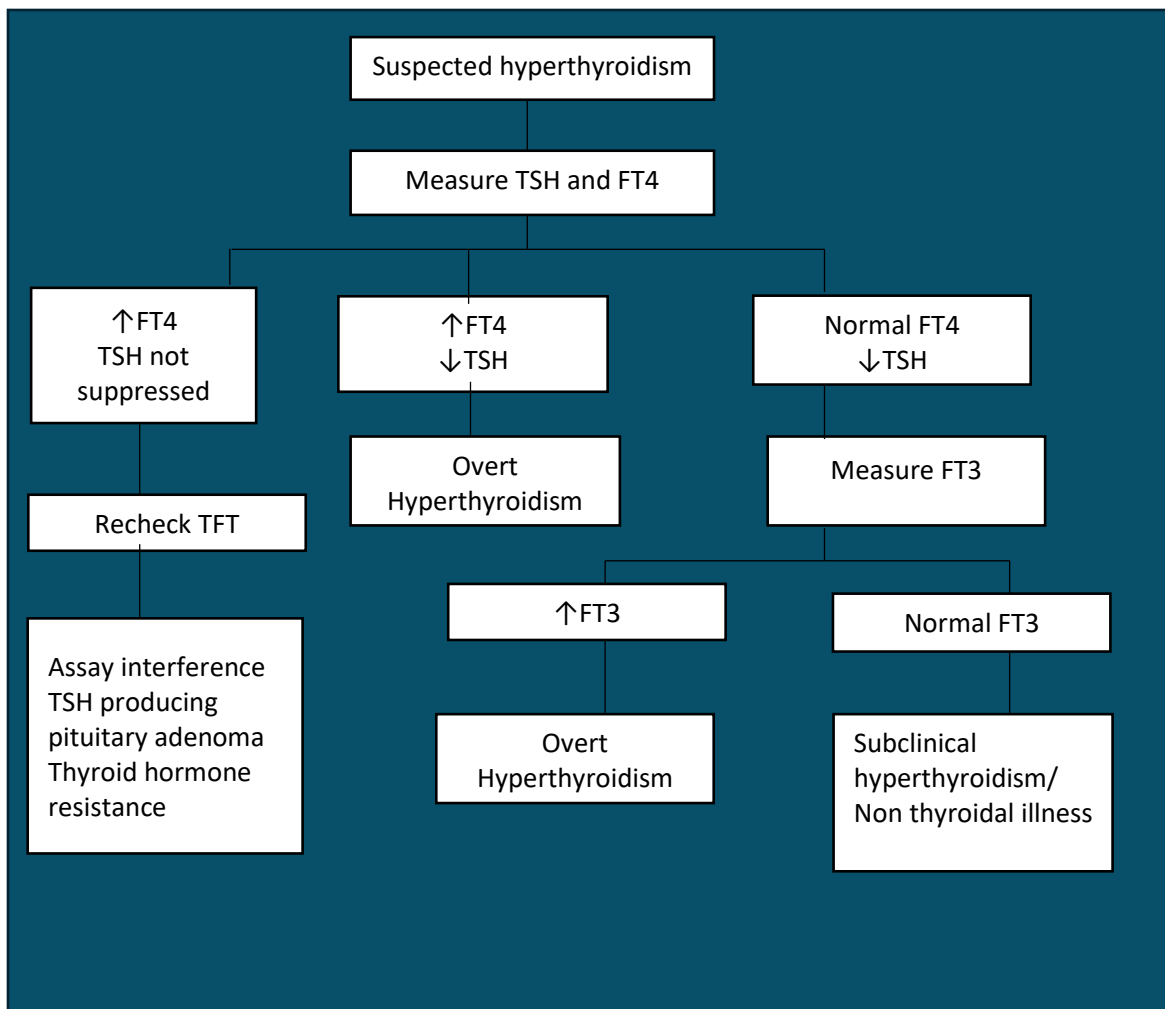 Suspected hyperthyroidism
Measure TSH and FT4
↑FT4
TSH not
suppressed
↑FT4
↓TSH
Normal FT4
↓TSH
Overt
Hyperthyroidism
Measure FT3
Recheck TFT
↑FT3
Normal FT3
Assay interference
TSH producing
pituitary adenoma
Thyroid hormone
resistance
Overt
Hyperthyroidism
Subclinical
hyperthyroidism/
Non thyroidal illness